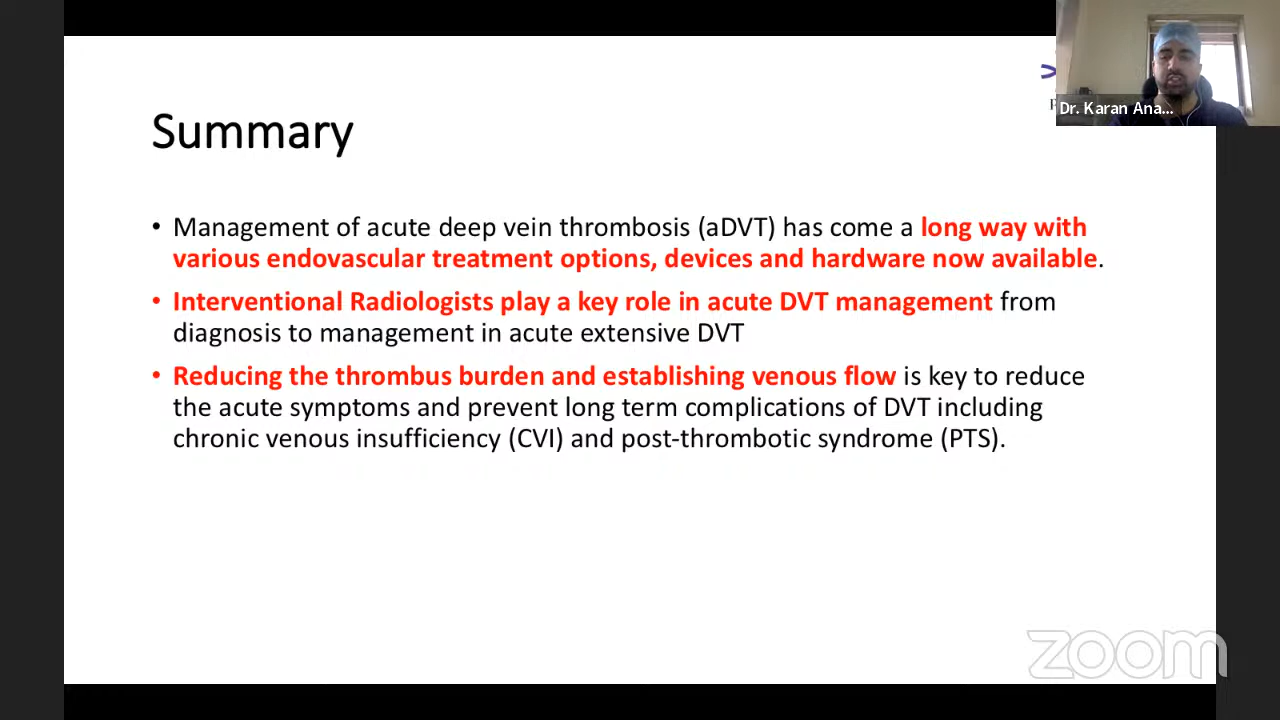 Dr. Karan Ana...
Summary
• Management of acute deep vein thrombosis (aDVT) has come a long way with
various endovascular treatment options, devices and hardware now available.
• Interventional Radiologists play a key role in acute DVT management from
diagnosis to management in acute extensive DVT
• Reducing the thrombus burden and establishing venous flow is key to reduce
the acute symptoms and prevent long term complications of DVT including
chronic venous insufficiency (CVI) and post-thrombotic syndrome (PTS).
zoom